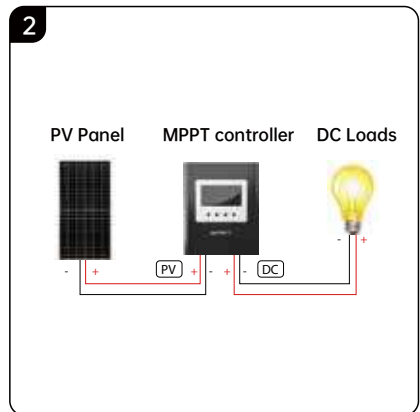 2
PV Panel MPPT controller DC Loads
- + PV + - + - DC - +